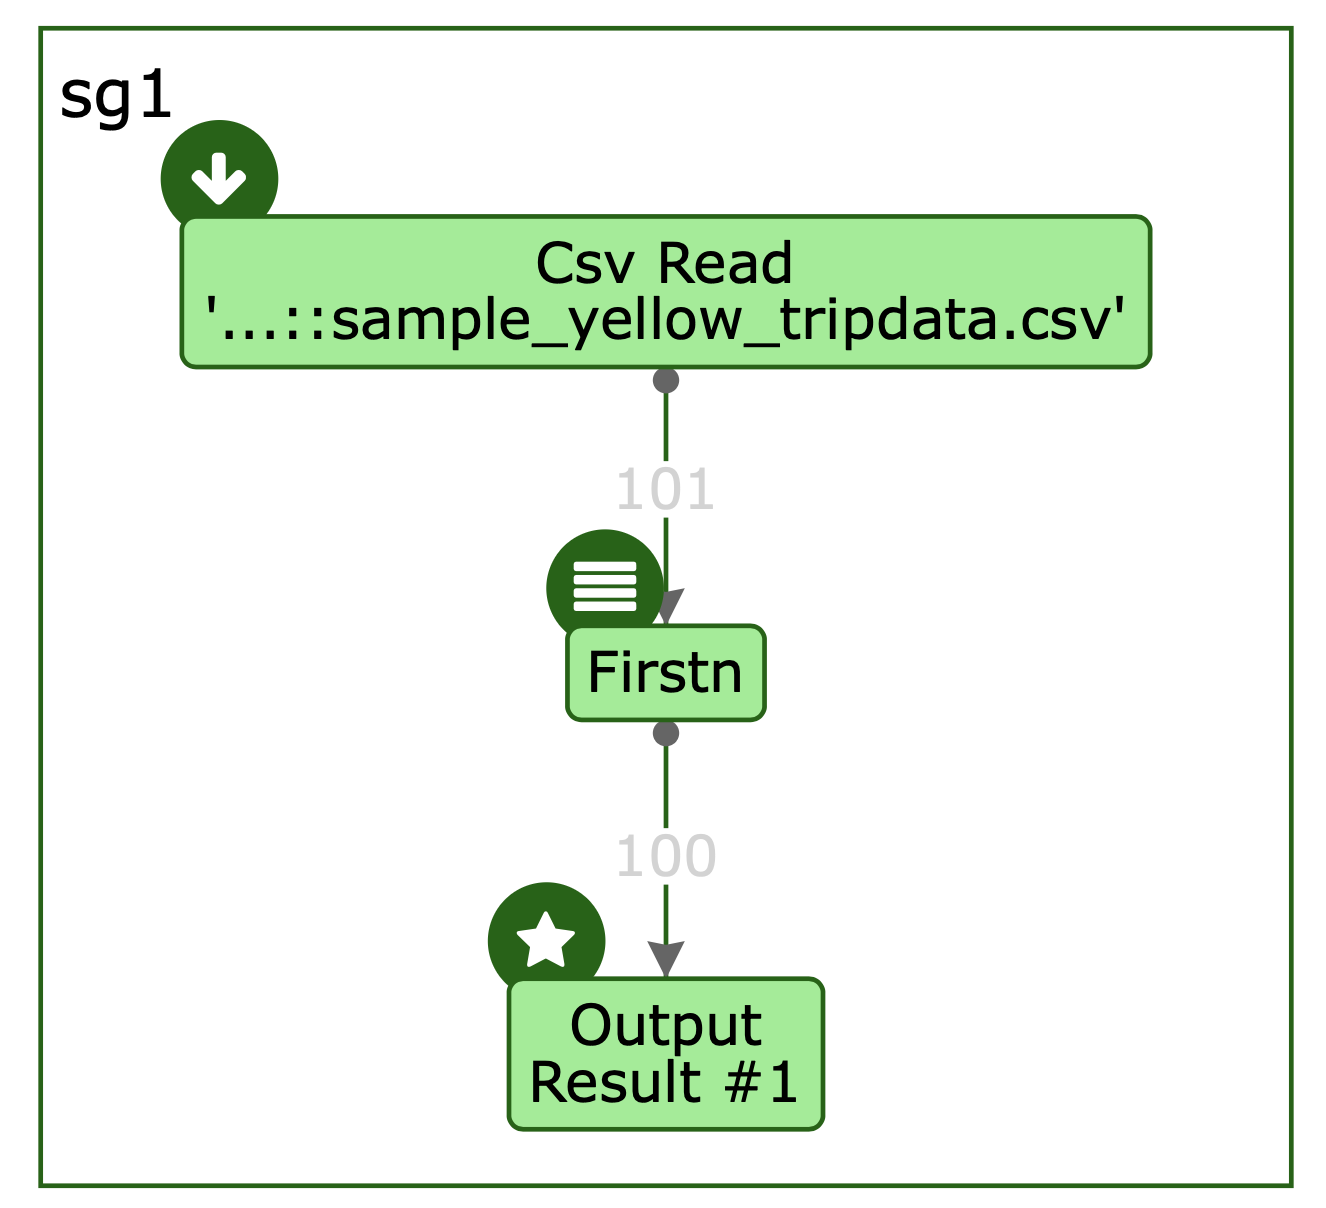 sg1
Csv Read
'...::sample_yellow_tripdata.csv'
101
Firstn
100
Output
Result #1